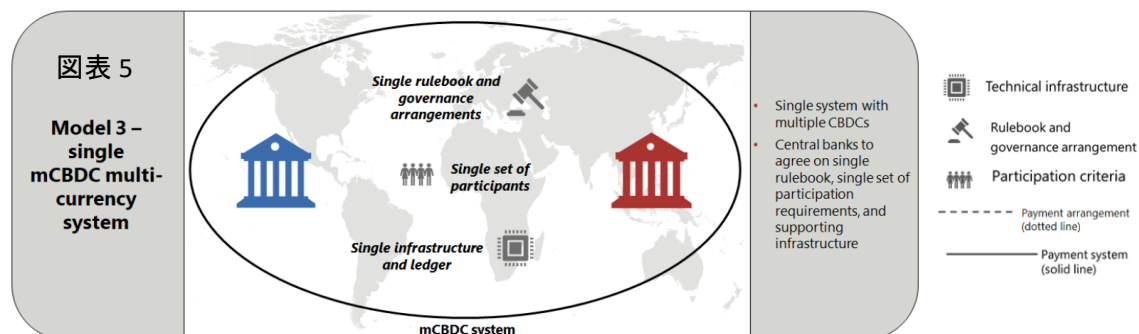 図表 5
Model 3 –
single
mCBDC multi-
currency
system
Single rulebook and
governance
arrangements
Single set of
participants
Single infrastructure
and ledger
mCBDC system
• Single system with
multiple CBDCs
• Central banks to
agree on single
rulebook, single set of
participation
requirements, and
supporting
infrastructure
Technical infrastructure
Rulebook and
governance arrangement
Participation criteria
Payment arrangement
(dotted line)
Payment system
(solid line)